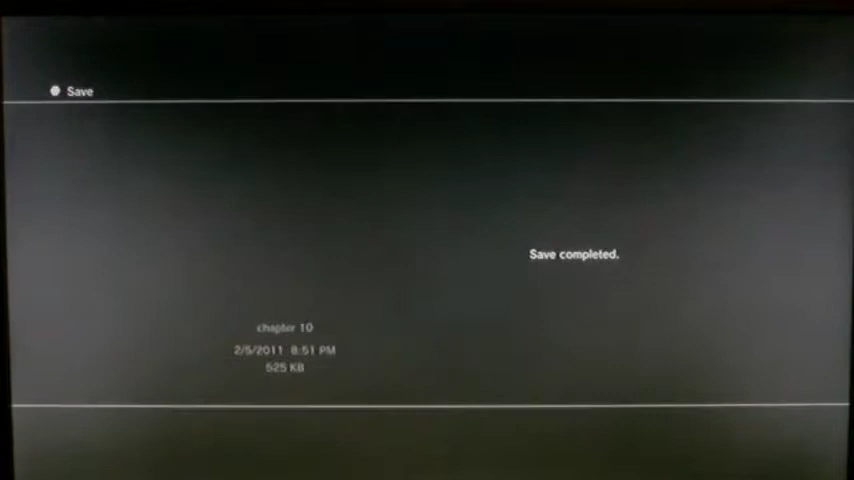 Save
Save completed.
chapter 10
2/5/2011 8:51 PM
525 KB